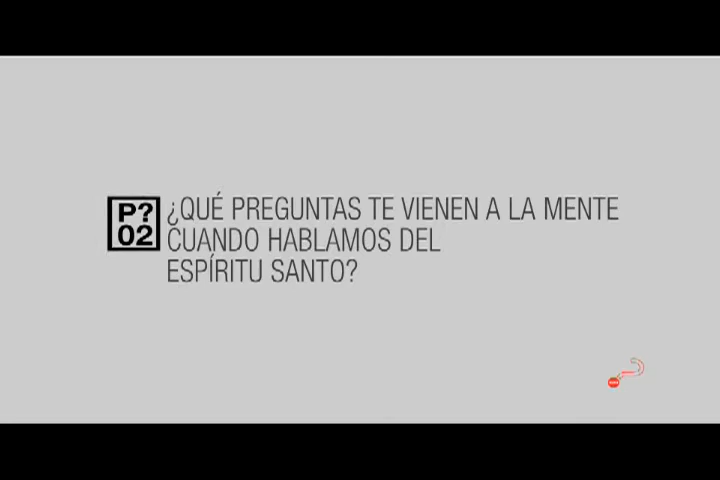 P?
02
¿QUÉ PREGUNTAS TE VIENEN A LA MENTE
CUANDO HABLAMOS DEL
ESPÍRITU SANTO?